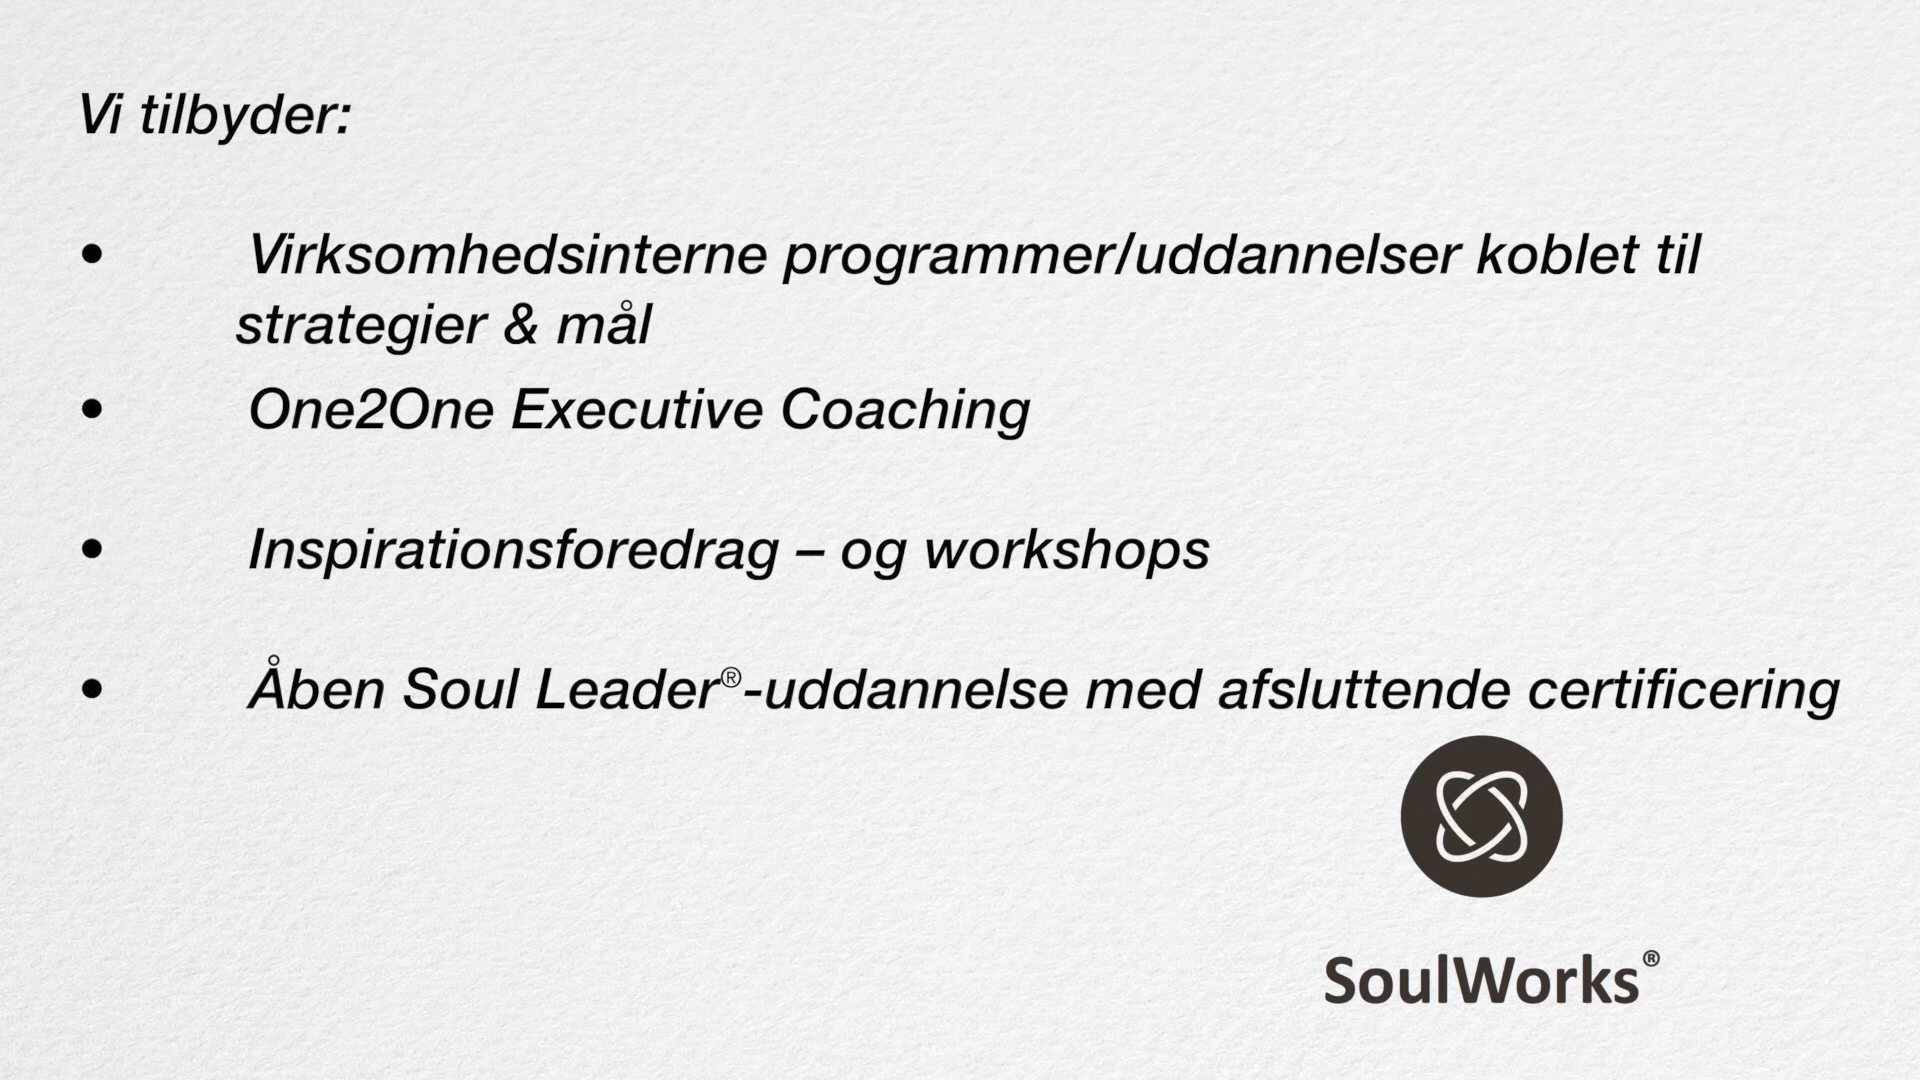 Vi tilbyder:
• Virksomhedsinterne programmer/uddannelser koblet til
strategier & mål
• One2One Executive Coaching
• Inspirationsforedrag – og workshops
• Åben Soul Leader®-uddannelse med afsluttende certificering
SoulWorks®